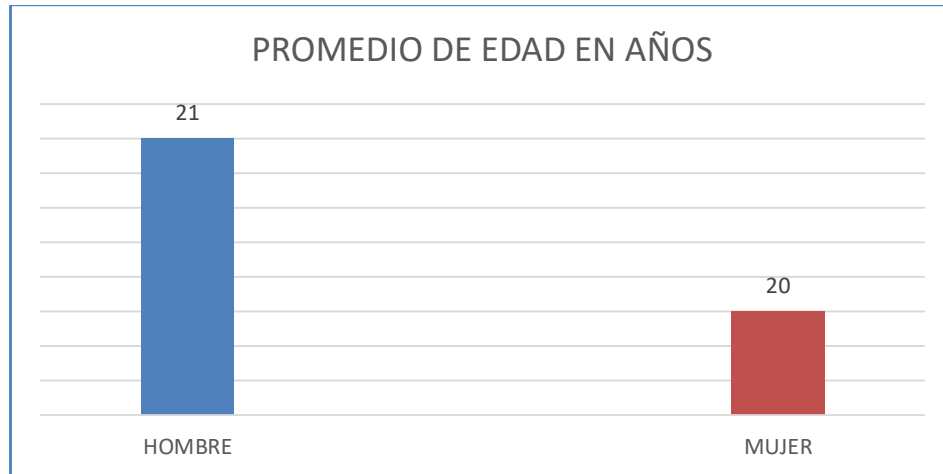 PROMEDIO DE EDAD EN AÑOS
21
20
HOMBRE
MUJER